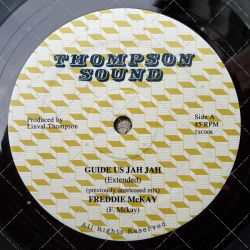 THOMPSON
SOUND
Produced by
Linval Thompson
Side A
45 RPM
TSC008
GUIDE US JAH JAH
(Extended)
(previously unreleased mix)
FREDDIE McKAY
(F. Mckay)
All Rights Reserved